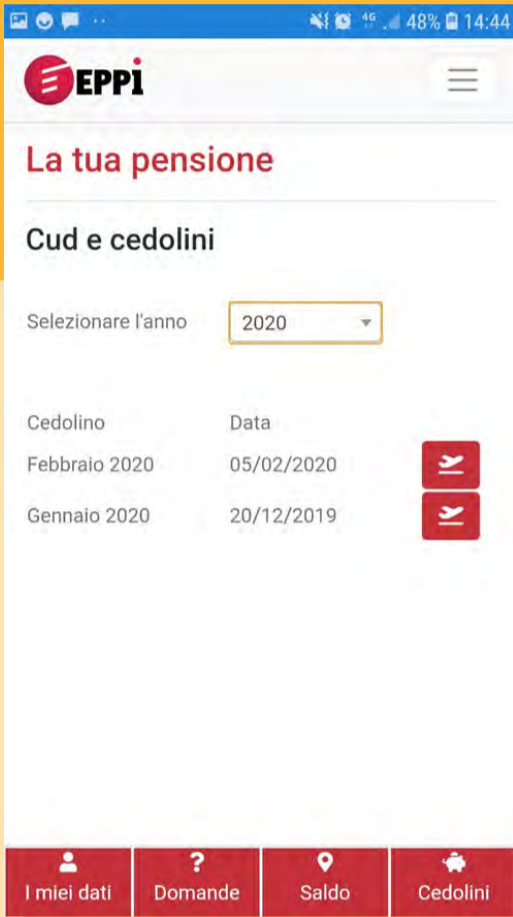 4G 48% 14:44
EPPi
La tua pensione
Cud e cedolini
Selezionare l'anno 2020
Cedolino Data
Febbraio 2020 05/02/2020
Gennaio 2020 20/12/2019
I miei dati Domande Saldo Cedolini